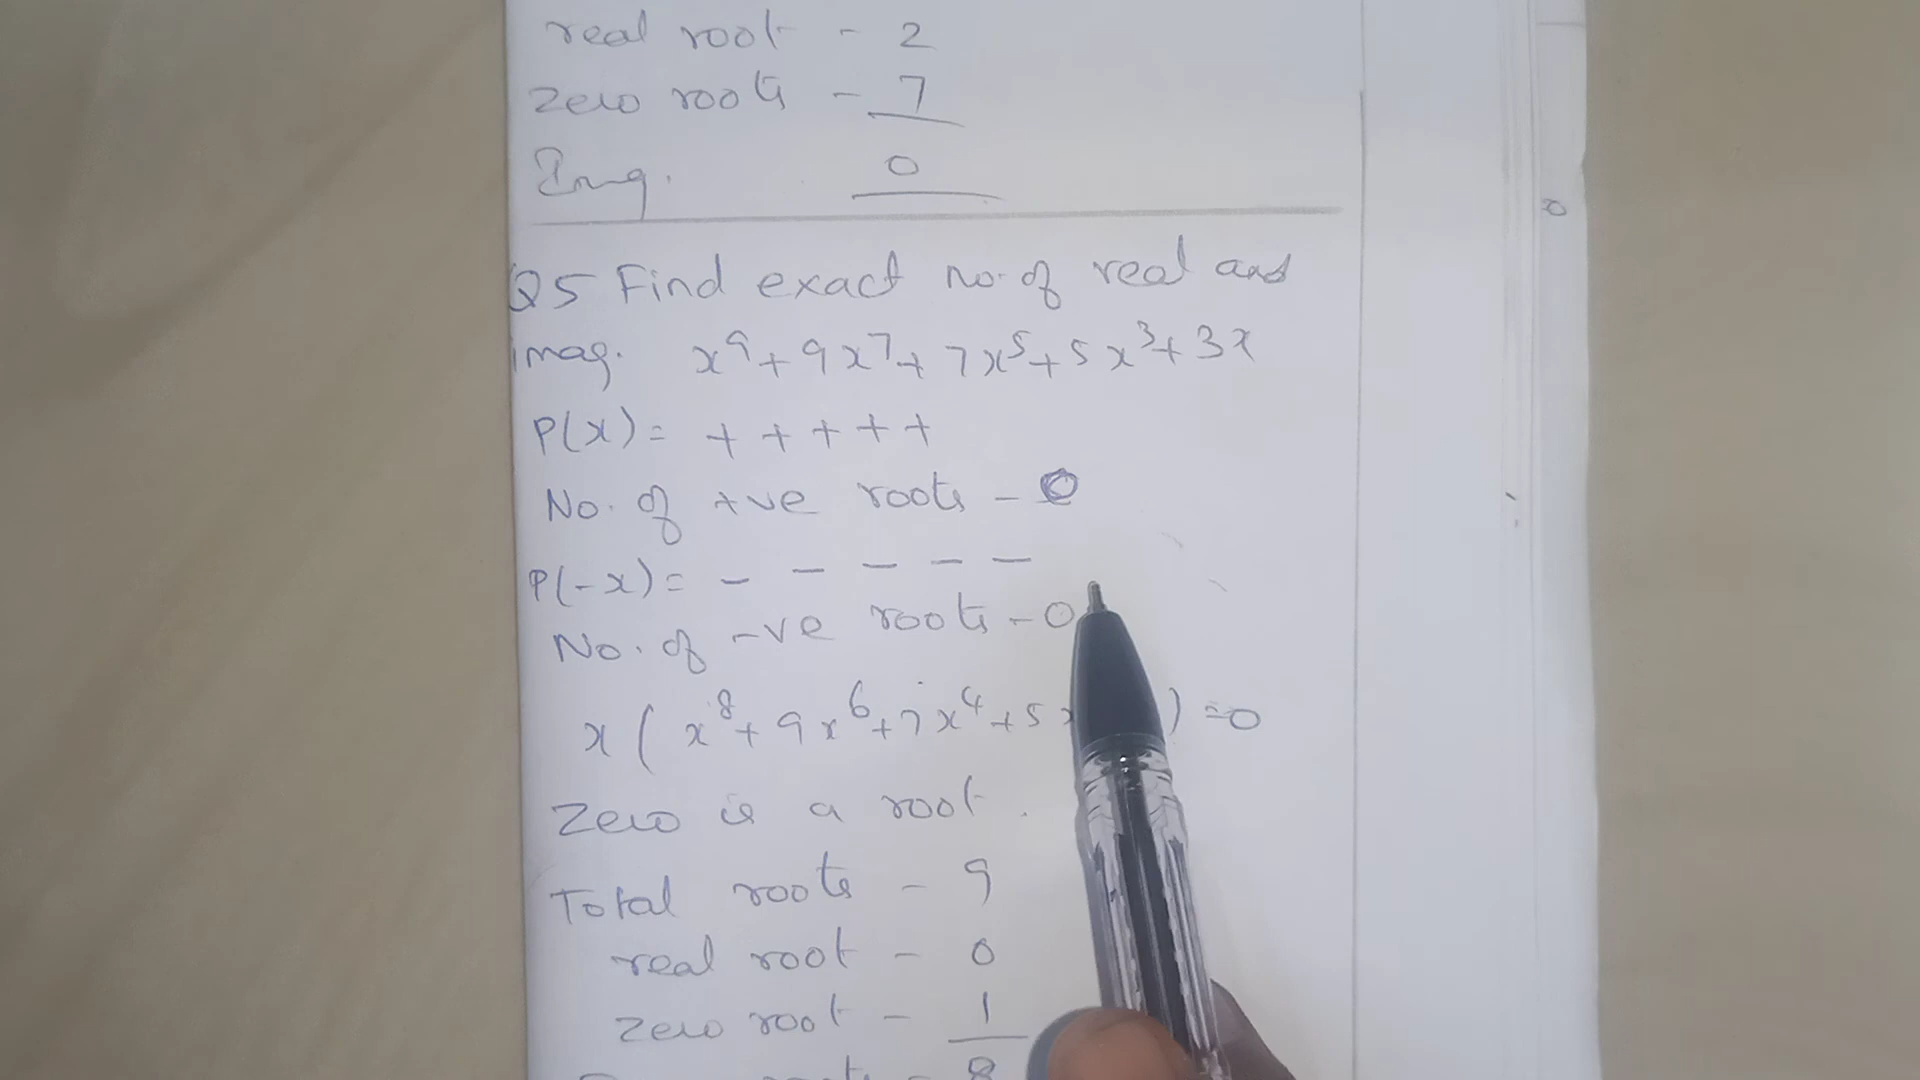 real root - 2
Zero roots - 7
Img. 0
Q5 Find exact no. of real and
imag. x⁹ + 9x⁷ + 7x⁵ + 5x³ + 3x
P(x) = + + + + +
No. of +ve roots - 0
P(-x) = - - - - -
No. of -ve roots - 0
x(x⁸ + 9x⁶ + 7x⁴ + 5x ) = 0
Zero is a root.
Total roots - 9
real root - 0
zero root - 1
8